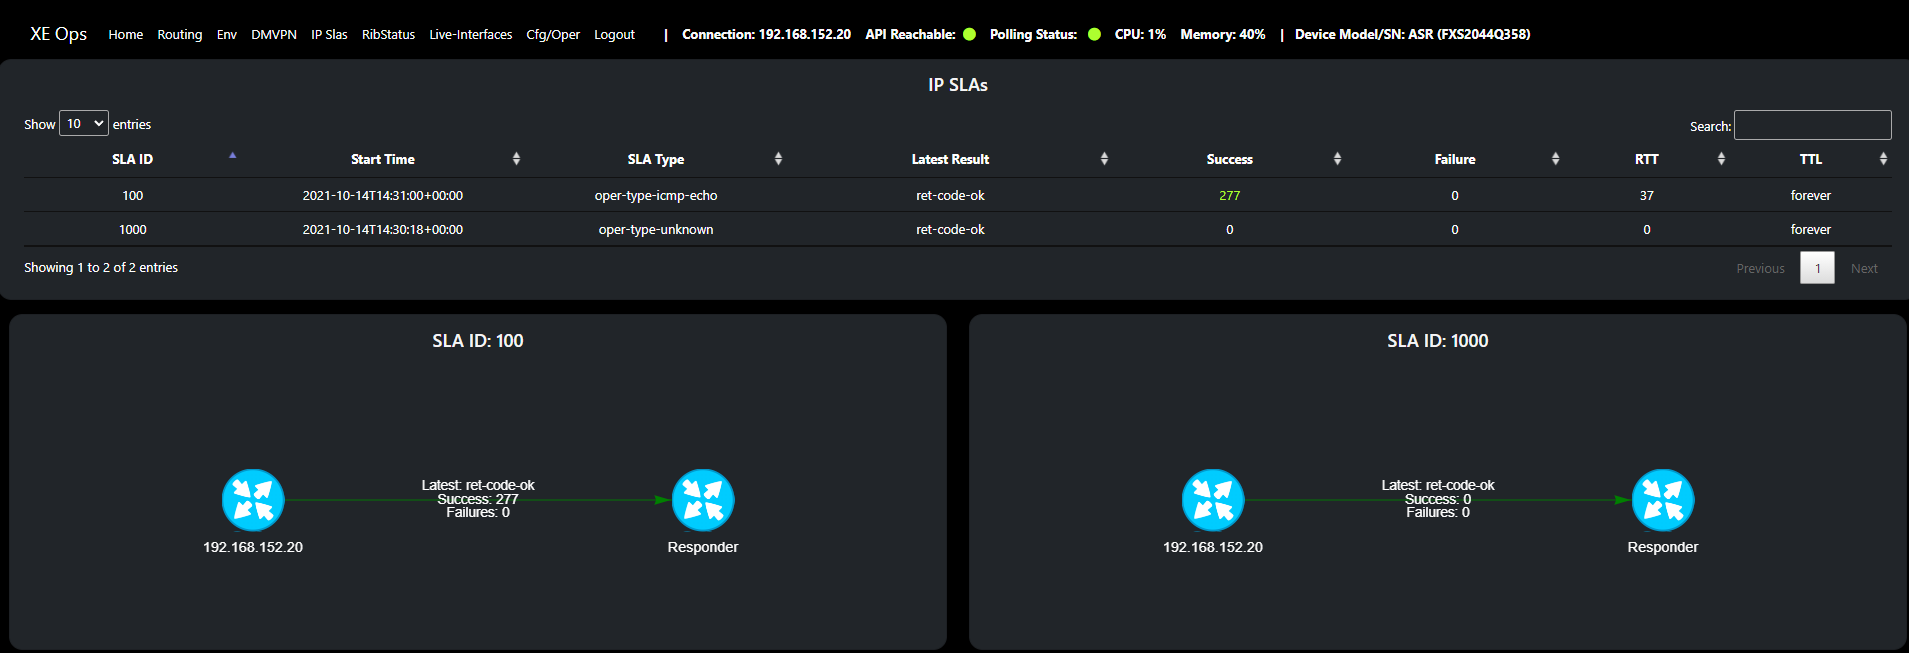 XE Ops Home Routing Env DMVPN IP Slas RibStatus Live-Interfaces Cfg/Oper Logout | Connection: 192.168.152.20 API Reachable: Polling Status: CPU: 1% Memory: 40% | Device Model/SN: ASR (FXS2044Q358)
IP SLAs
Show 10 entries Search:
SLA ID Start Time SLA Type Latest Result Success Failure RTT TTL
100 2021-10-14T14:31:00+00:00 oper-type-icmp-echo ret-code-ok 277 0 37 forever
1000 2021-10-14T14:30:18+00:00 oper-type-unknown ret-code-ok 0 0 0 forever
Showing 1 to 2 of 2 entries Previous 1 Next
SLA ID: 100
Latest: ret-code-ok
Success: 277
Failures: 0
192.168.152.20 Responder
SLA ID: 1000
Latest: ret-code-ok
Success: 0
Failures: 0
192.168.152.20 Responder